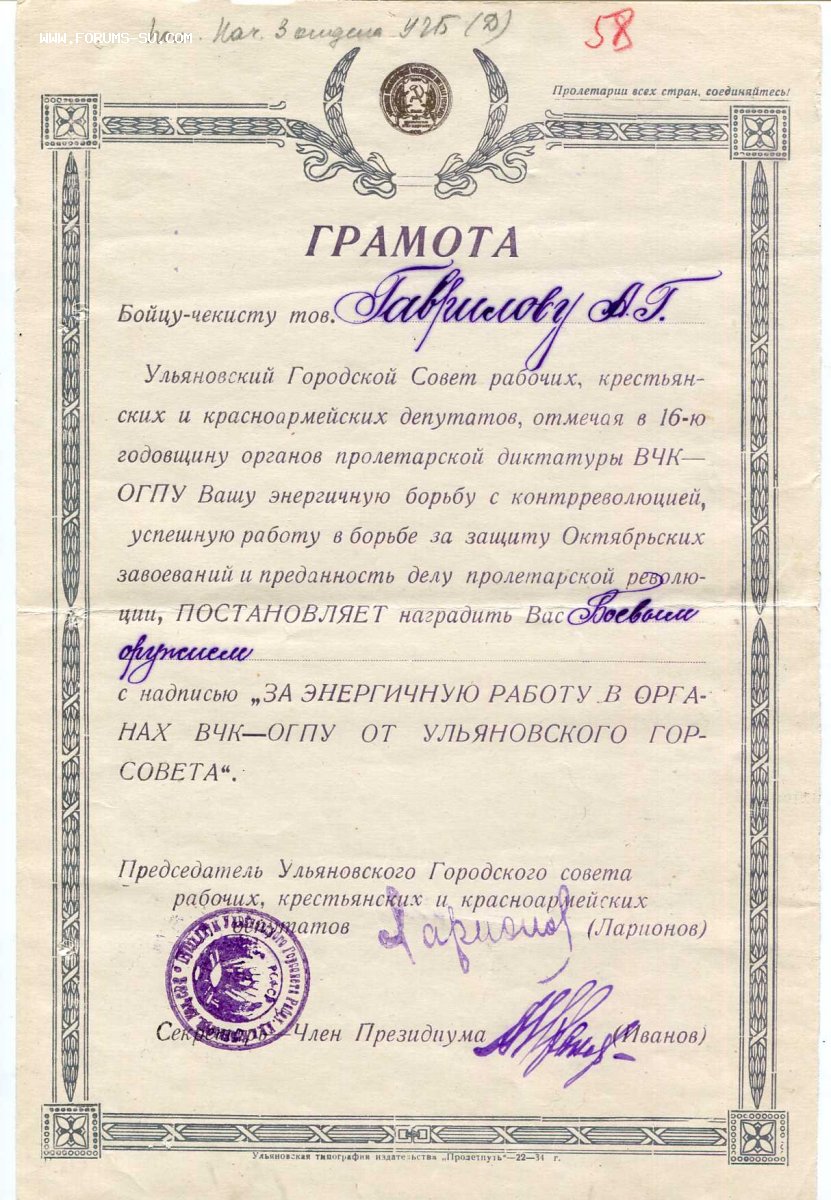 WWW.FORUMS-SU.COM
Нач. 3 отдела УГБ (Д)
58
Пролетарии всех стран, соединяйтесь!
ГРАМОТА
Бойцу-чекисту тов. Гаврилову А.Г.
Ульяновский Городской Совет рабочих, крестьян-
ских и красноармейских депутатов, отмечая в 16-ю
годовщину органов пролетарской диктатуры ВЧК—
ОГПУ Вашу энергичную борьбу с контрреволюцией,
успешную работу в борьбе за защиту Октябрьских
завоеваний и преданность делу пролетарской револю-
ции, ПОСТАНОВЛЯЕТ наградить Вас Боевым
оружием
с надписью „ЗА ЭНЕРГИЧНУЮ РАБОТУ В ОРГА-
НАХ ВЧК—ОГПУ ОТ УЛЬЯНОВСКОГО ГОР-
СОВЕТА“.
Председатель Ульяновского Городского совета
рабочих, крестьянских и красноармейских
депутатов Ларионов (Ларионов)
РСФСР
Секретарь—Член Президиума (Иванов)
Ульяновская типография издательства „Пролетпуть“—22—34 г.